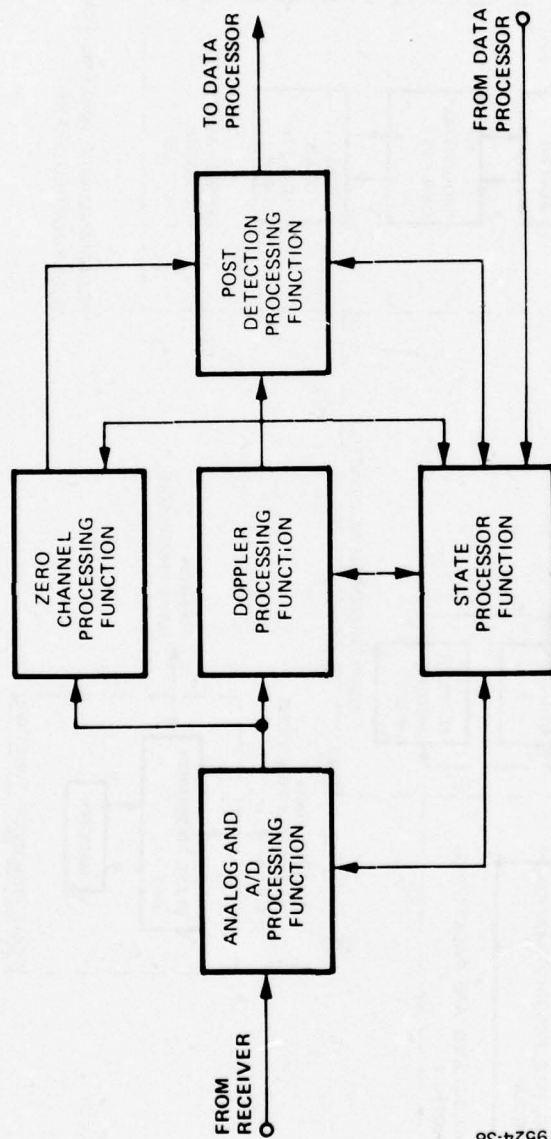 FROM
RECEIVER
ANALOG AND
A/D
PROCESSING
FUNCTION
ZERO
CHANNEL
PROCESSING
FUNCTION
DOPPLER
PROCESSING
FUNCTION
STATE
PROCESSOR
FUNCTION
POST
DETECTION
PROCESSING
FUNCTION
TO DATA
PROCESSOR
FROM DATA
PROCESSOR
9524-36